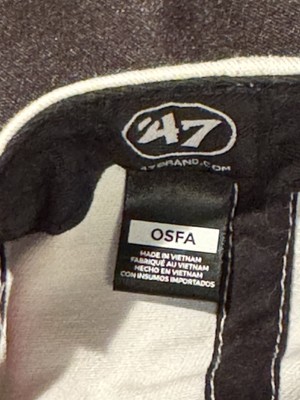 '47
47BRAND.COM
OSFA
MADE IN VIETNAM
FABRIQUÉ AU VIETNAM
HECHO EN VIETNAM
CON INSUMOS IMPORTADOS